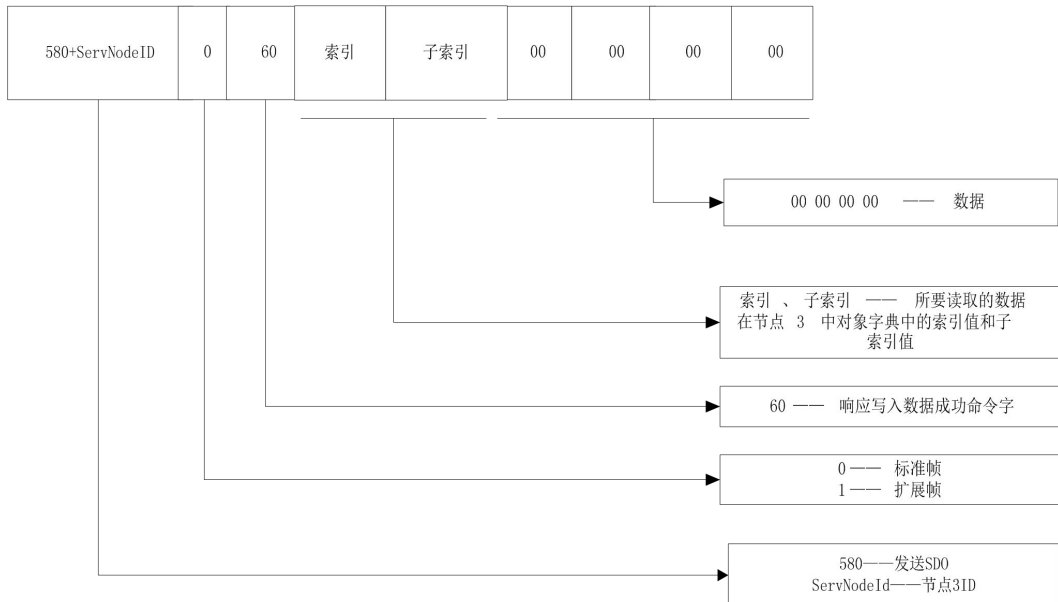 580+ServNodeID 0 60 索引 子索引 00 00 00 00
00 00 00 00 —— 数据
索引 、子索引 —— 所要读取的数据
在节点 3 中对象字典中的索引值和子
索引值
60 —— 响应写入数据成功命令字
0 —— 标准帧
1 —— 扩展帧
580——发送SDO
ServNodeId——节点3ID